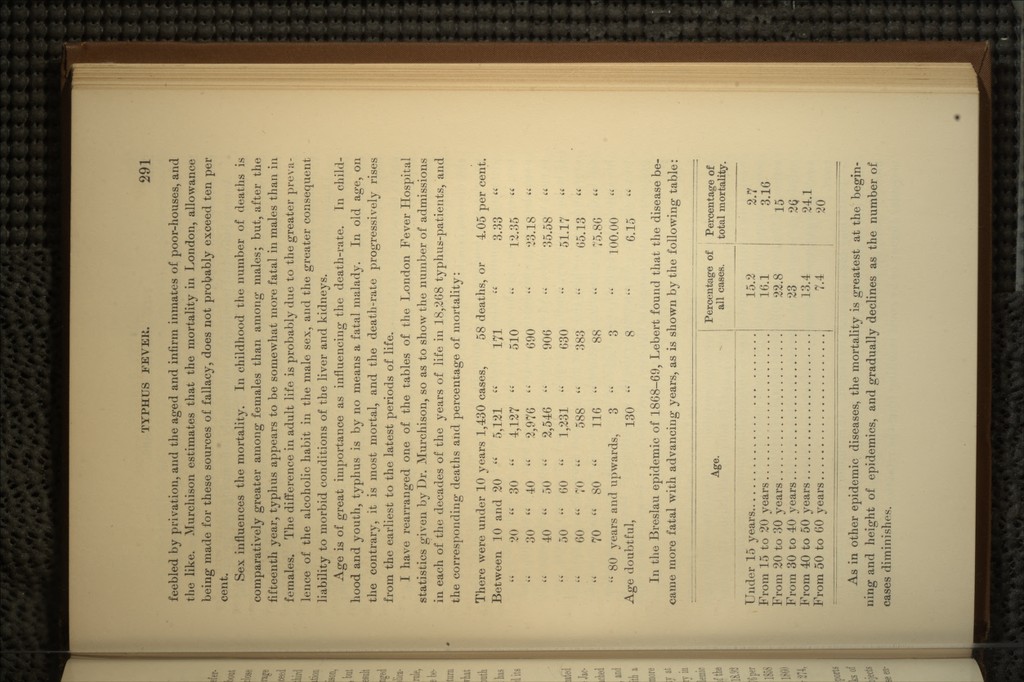 TYPHUS FEVER. 291
feebled by privation, and the aged and infirm inmates of poor-houses, and
the like. Murchison estimates that the mortality in London, allowance
being made for these sources of fallacy, does not probably exceed ten per
cent.
Sex influences the mortality. In childhood the number of deaths is
comparatively greater among females than among males; but, after the
fifteenth year, typhus appears to be somewhat more fatal in males than in
females. The difference in adult life is probably due to the greater preva-
lence of the alcoholic habit in the male sex, and the greater consequent
liability to morbid conditions of the liver and kidneys.
Age is of great importance as influencing the death-rate. In child-
hood and youth, typhus is by no means a fatal malady. In old age, on
the contrary, it is most mortal, and the death-rate progressively rises
from the earliest to the latest periods of life.
I have rearranged one of the tables of the London Fever Hospital
statistics given by Dr. Murchison, so as to show the number of admissions
in each of the decades of the years of life in 18,268 typhus-patients, and
the corresponding deaths and percentage of mortality:
There were under 10 years 1,430 cases, 58 deaths, or 4.05 per cent.
Between 10 and 20 " 5,121 " 171 " 3.33 "
" 20 " 30 " 4,127 " 510 " 12.35 "
" 30 " 40 " 2,976 " 690 " 23.18 "
" 40 " 50 " 2,546 " 906 " 35.58 "
" 50 " 60 " 1,231 " 630 " 51.17 "
" 60 " 70 " 588 " 383 " 65.13 "
" 70 " 80 " 116 " 88 " 75.86 "
" 80 years and upwards, 3 " 3 " 100.00 "
Age doubtful, 130 " 8 " 6.15 "
In the Breslau epidemic of 1868-69, Lebert found that the disease be-
came more fatal with advancing years, as is shown by the following table:
Age. Percentage of all cases. Percentage of total mortality.
Under 15 years 15.2 2.7
From 15 to 20 years 16.1 3.16
From 20 to 30 years 22.8 15
From 30 to 40 years 23 26
From 40 to 50 years 13.4 24.1
From 50 to 60 years 7.4 20
As in other epidemic diseases, the mortality is greatest at the begin-
ning and height of epidemics, and gradually declines as the number of
cases diminishes.